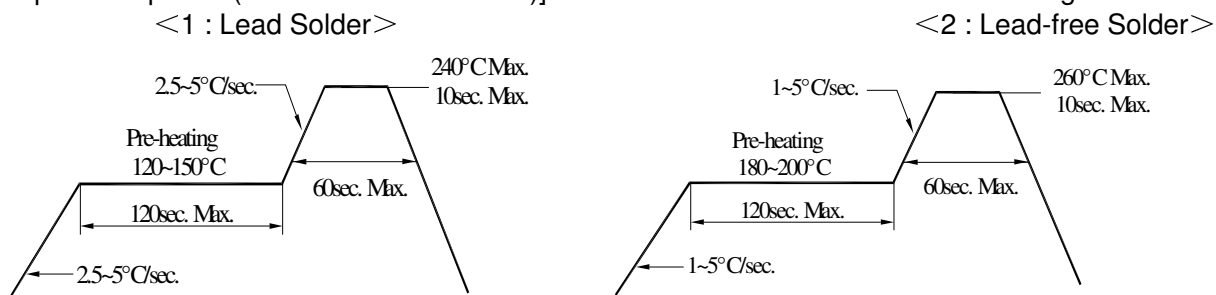 <1 : Lead Solder>
<2 : Lead-free Solder>
2.5~5°C/sec.
240°C Max.
10sec. Max.
Pre-heating
120~150°C
60sec. Max.
120sec. Max.
2.5~5°C/sec.
1~5°C/sec.
260°C Max.
10sec. Max.
Pre-heating
180~200°C
60sec. Max.
120sec. Max.
1~5°C/sec.